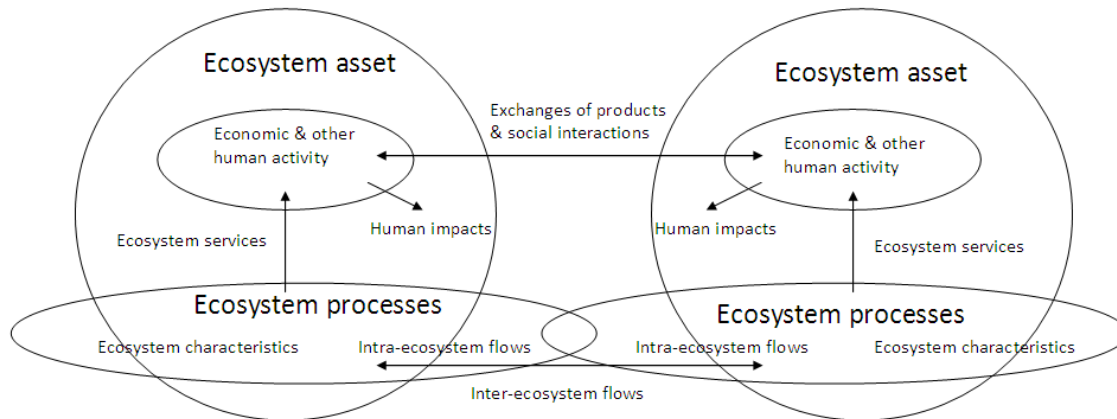 Ecosystem asset
Ecosystem asset
Exchanges of products
& social interactions
Economic & other
human activity
Economic & other
human activity
Human impacts
Human impacts
Ecosystem services
Ecosystem services
Ecosystem processes
Ecosystem processes
Ecosystem characteristics
Intra-ecosystem flows
Intra-ecosystem flows
Ecosystem characteristics
Inter-ecosystem flows